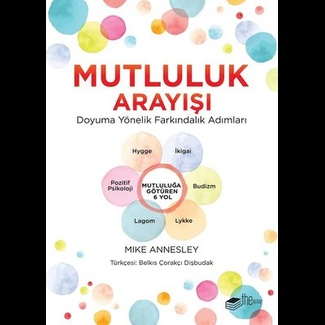 MUTLULUK
ARAYIŞI
Doyuma Yönelik Farkındalık Adımları
Hygge
İkigai
Pozitif
Psikoloji
MUTLULUĞA
GÖTÜREN
6 YOL
Budizm
Lagom
Lykke
MIKE ANNESLEY
Türkçesi: Belkıs Çorakçı Dişbudak
the